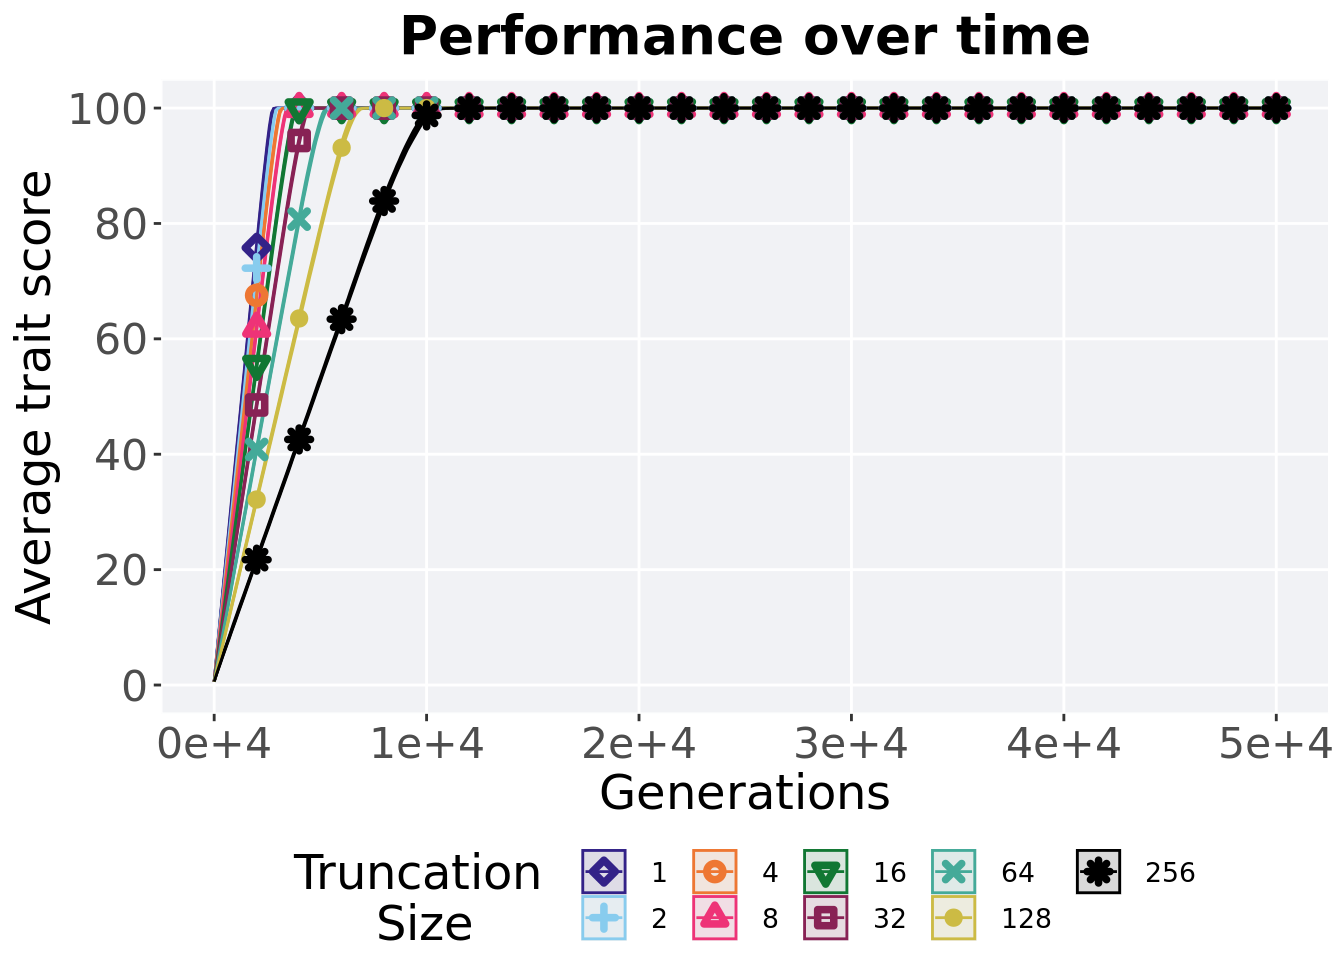 Performance over time
Average trait score
100
80
60
40
20
0
0e+4 1e+4 2e+4 3e+4 4e+4 5e+4
Generations
Truncation
Size
1 4 16 64 256
2 8 32 128